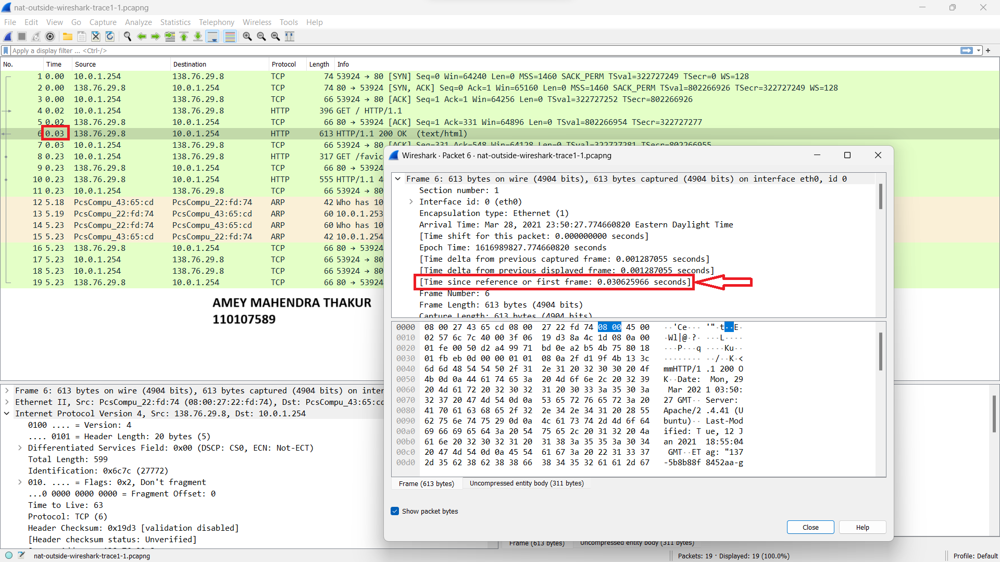 nat-outside-wireshark-trace1-1.pcapng
File Edit View Go Capture Analyze Statistics Telephony Wireless Tools Help
Apply a display filter ... <Ctrl-/>
No. Time Source Destination Protocol Length Info
1 0.00 10.0.1.254 138.76.29.8 TCP 74 53924 → 80 [SYN] Seq=0 Win=64240 Len=0 MSS=1460 SACK_PERM TSval=322727249 TSecr=0 WS=128
2 0.00 138.76.29.8 10.0.1.254 TCP 74 80 → 53924 [SYN, ACK] Seq=0 Ack=1 Win=65160 Len=0 MSS=1460 SACK_PERM TSval=802266926 TSecr=322727249 WS=128
3 0.00 10.0.1.254 138.76.29.8 TCP 66 53924 → 80 [ACK] Seq=1 Ack=1 Win=64256 Len=0 TSval=322727252 TSecr=802266926
4 0.02 10.0.1.254 138.76.29.8 HTTP 396 GET / HTTP/1.1
5 0.02 138.76.29.8 10.0.1.254 TCP 66 80 → 53924 [ACK] Seq=1 Ack=331 Win=64896 Len=0 TSval=802266954 TSecr=322727277
6 0.03 138.76.29.8 10.0.1.254 HTTP 613 HTTP/1.1 200 OK (text/html)
7 0.03 10.0.1.254 138.76.29.8 TCP 66 53924 → 80 [ACK] Seq=331 Ack=548 Win=64128 Len=0 TSval=322727281 TSecr=802266955
8 0.23 10.0.1.254 138.76.29.8 HTTP 317 GET /favic
9 0.23 138.76.29.8 10.0.1.254 TCP 66 80 → 53924
10 0.23 138.76.29.8 10.0.1.254 HTTP 555 HTTP/1.1 4
11 0.23 10.0.1.254 138.76.29.8 TCP 66 53924 → 80
12 5.18 PcsCompu_43:65:cd PcsCompu_22:fd:74 ARP 42 Who has 10
13 5.19 PcsCompu_22:fd:74 PcsCompu_43:65:cd ARP 60 10.0.1.253
14 5.23 PcsCompu_22:fd:74 PcsCompu_43:65:cd ARP 60 Who has 10
15 5.23 PcsCompu_43:65:cd PcsCompu_22:fd:74 ARP 42 10.0.1.254
16 5.23 138.76.29.8 10.0.1.254 TCP 66 80 → 53924
17 5.23 10.0.1.254 138.76.29.8 TCP 66 53924 → 80
18 5.23 10.0.1.254 138.76.29.8 TCP 66 53924 → 80
19 5.23 138.76.29.8 10.0.1.254 TCP 66 80 → 53924
AMEY MAHENDRA THAKUR
110107589
Wireshark · Packet 6 · nat-outside-wireshark-trace1-1.pcapng
Frame 6: 613 bytes on wire (4904 bits), 613 bytes captured (4904 bits) on interface eth0, id 0
Section number: 1
Interface id: 0 (eth0)
Encapsulation type: Ethernet (1)
Arrival Time: Mar 28, 2021 23:50:27.774660820 Eastern Daylight Time
[Time shift for this packet: 0.000000000 seconds]
Epoch Time: 1616989827.774660820 seconds
[Time delta from previous captured frame: 0.001287055 seconds]
[Time delta from previous displayed frame: 0.001287055 seconds]
[Time since reference or first frame: 0.030625966 seconds]
Frame Number: 6
Frame Length: 613 bytes (4904 bits)
Capture Length: 613 bytes (4904 bits)
0000 08 00 27 43 65 cd 08 00 27 22 fd 74 08 00 45 00 ··'Ce··· '"·t··E·
0010 02 57 6c 7c 40 00 3f 06 19 d3 8a 4c 1d 08 0a 00 ·Wl|@·?· ···L····
0020 01 fe 00 50 d2 a4 99 71 bd 0e a2 b5 4b 75 80 18 ···P···q ····Ku··
0030 01 fb eb 0d 00 00 01 01 08 0a 2f d1 9f 4b 13 3c ········ ··/··K·<
0040 6d 6d 48 54 54 50 2f 31 2e 31 20 32 30 30 20 4f mmHTTP/1 .1 200 O
0050 4b 0d 0a 44 61 74 65 3a 20 4d 6f 6e 2c 20 32 39 K··Date: Mon, 29
0060 20 4d 61 72 20 32 30 32 31 20 30 33 3a 35 30 3a Mar 202 1 03:50:
0070 32 37 20 47 4d 54 0d 0a 53 65 72 76 65 72 3a 20 27 GMT·· Server:
0080 41 70 61 63 68 65 2f 32 2e 34 2e 34 31 20 28 55 Apache/2 .4.41 (U
0090 62 75 6e 74 75 29 0d 0a 4c 61 73 74 2d 4d 6f 64 buntu)·· Last-Mod
00a0 69 66 69 65 64 3a 20 54 75 65 2c 20 31 32 20 4a ified: T ue, 12 J
00b0 61 6e 20 32 30 32 31 20 31 38 3a 35 35 3a 30 34 an 2021 18:55:04
00c0 20 47 4d 54 0d 0a 45 54 61 67 3a 20 22 31 33 37 GMT··ET ag: "137
00d0 2d 35 62 38 62 38 38 66 38 34 35 32 61 61 2d 67 -5b8b88f 8452aa-g
Frame (613 bytes) Uncompressed entity body (311 bytes)
Show packet bytes
Close Help
Frame 6: 613 bytes on wire (4904 bits), 613 bytes captured (4904 bits) on inter
Ethernet II, Src: PcsCompu_22:fd:74 (08:00:27:22:fd:74), Dst: PcsCompu_43:65:cd
Internet Protocol Version 4, Src: 138.76.29.8, Dst: 10.0.1.254
0100 .... = Version: 4
.... 0101 = Header Length: 20 bytes (5)
Differentiated Services Field: 0x00 (DSCP: CS0, ECN: Not-ECT)
Total Length: 599
Identification: 0x6c7c (27772)
010. .... = Flags: 0x2, Don't fragment
...0 0000 0000 0000 = Fragment Offset: 0
Time to Live: 63
Protocol: TCP (6)
Header Checksum: 0x19d3 [validation disabled]
[Header checksum status: Unverified]
Frame (613 bytes) Uncompressed entity body (311 bytes)
nat-outside-wireshark-trace1-1.pcapng Packets: 19 · Displayed: 19 (100.0%) Profile: Default